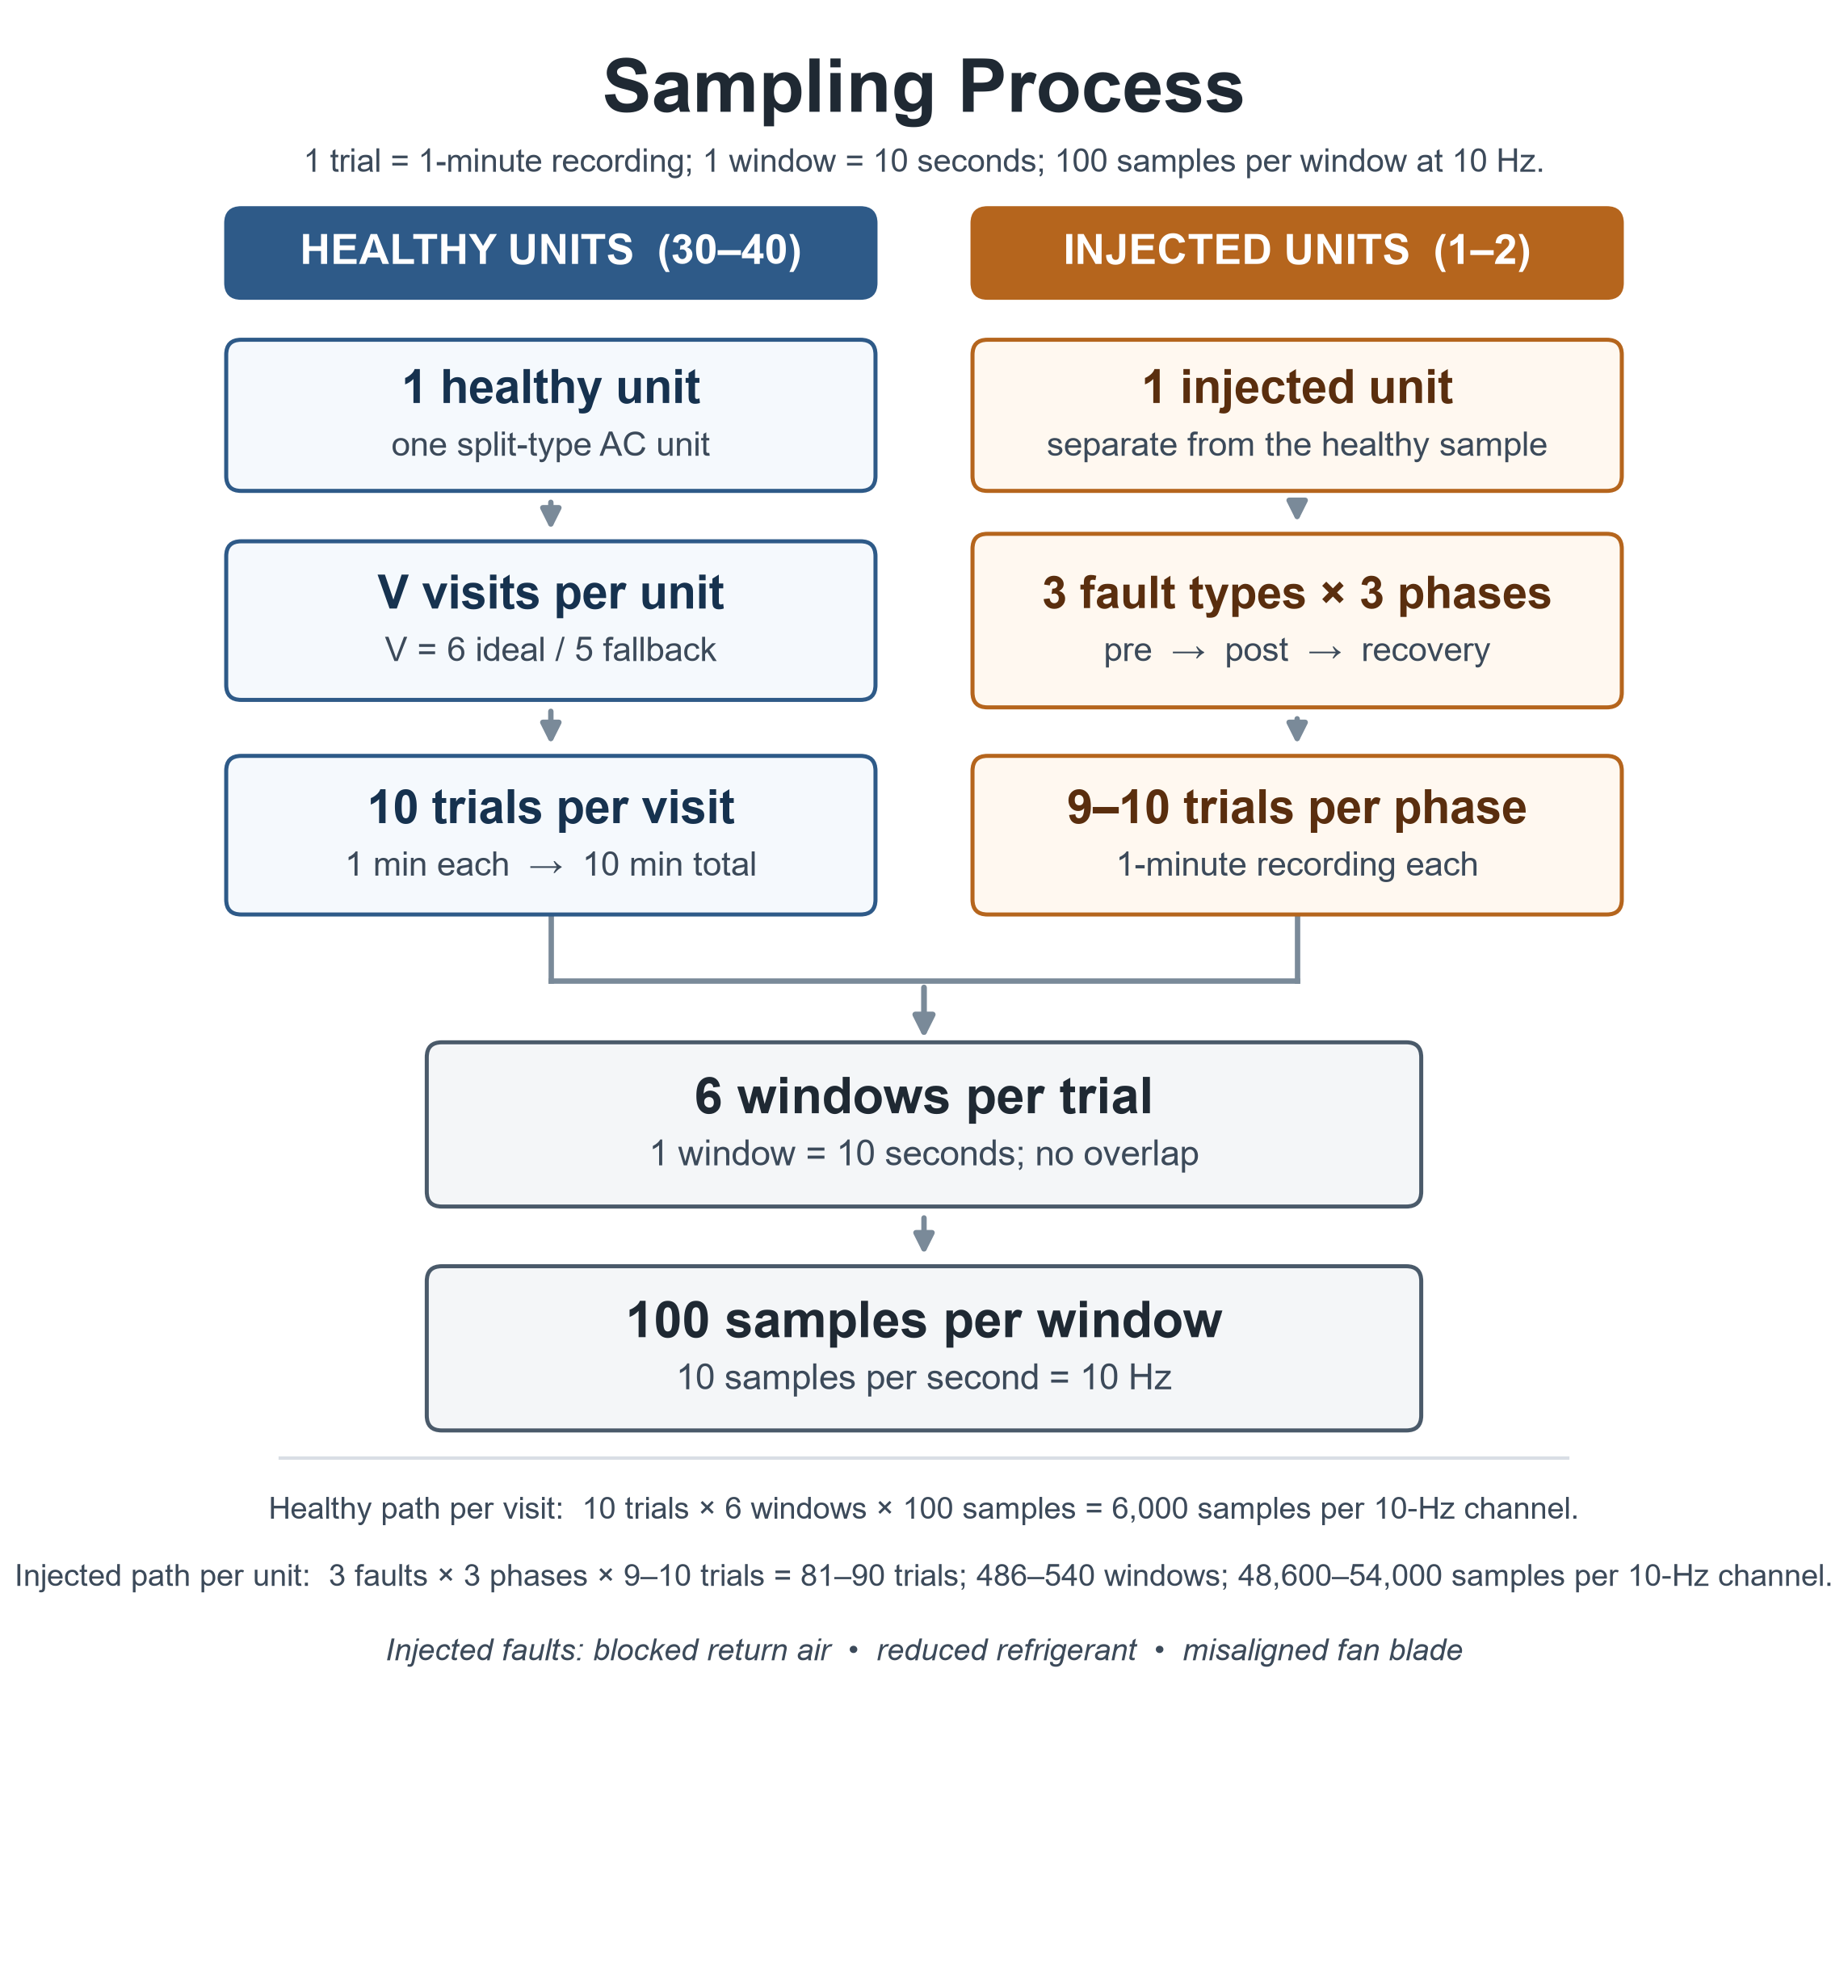 Sampling Process
1 trial = 1-minute recording; 1 window = 10 seconds; 100 samples per window at 10 Hz.
HEALTHY UNITS (30–40)
1 healthy unit
one split-type AC unit
V visits per unit
V = 6 ideal / 5 fallback
10 trials per visit
1 min each → 10 min total
INJECTED UNITS (1–2)
1 injected unit
separate from the healthy sample
3 fault types × 3 phases
pre → post → recovery
9–10 trials per phase
1-minute recording each
6 windows per trial
1 window = 10 seconds; no overlap
100 samples per window
10 samples per second = 10 Hz
Healthy path per visit: 10 trials × 6 windows × 100 samples = 6,000 samples per 10-Hz channel.
Injected path per unit: 3 faults × 3 phases × 9–10 trials = 81–90 trials; 486–540 windows; 48,600–54,000 samples per 10-Hz channel.
Injected faults: blocked return air • reduced refrigerant • misaligned fan blade